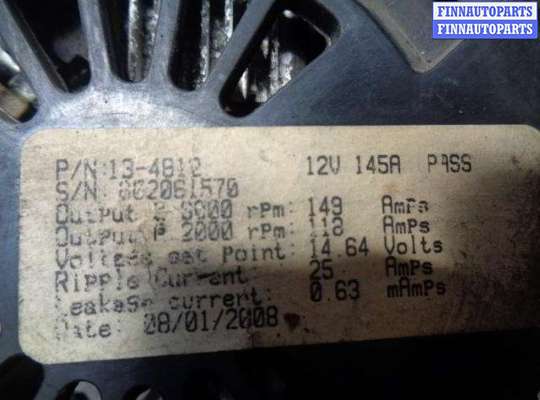 FINNAUTOPARTS
FINNAUTOPARTS
P/N:13-4812 12V 145A PASS
S/N: 802061570
Output @ 6000 rpm: 149 Amps
Output @ 2000 rpm: 118 Amps
Voltage set Point: 14.64 Volts
Ripple Current: 25 Amps
Leakage current: 0.63 mAmps
Date: 08/01/2008